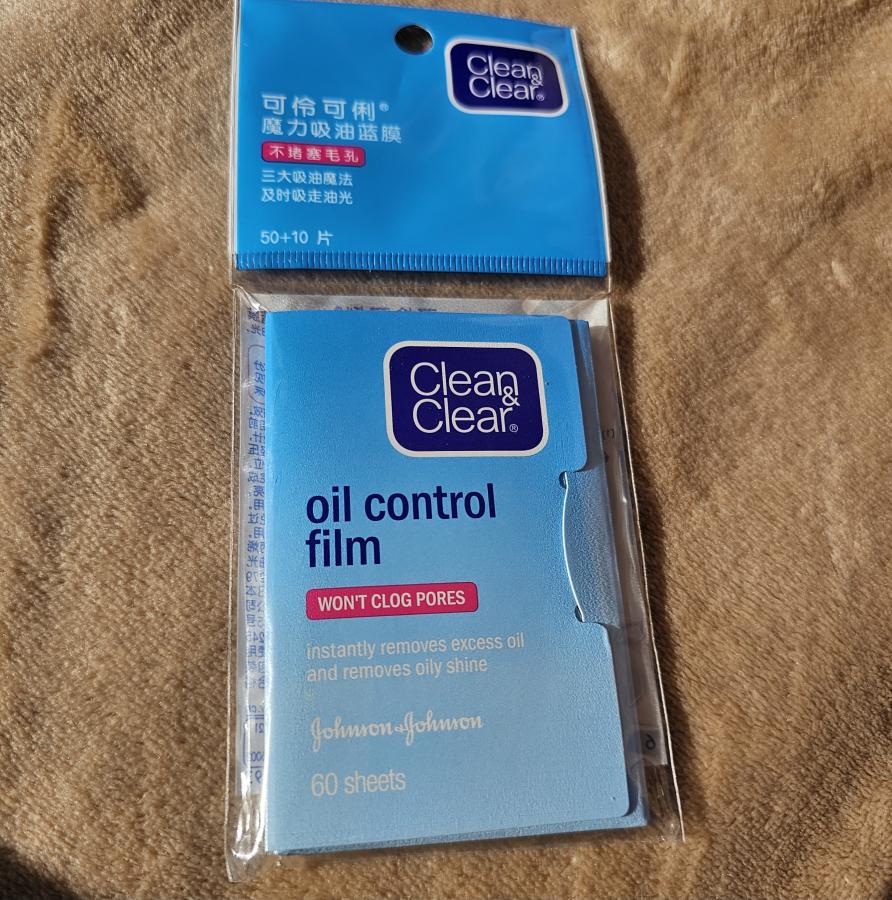 Clean
&
Clear®
可伶可俐®
魔力吸油蓝膜
不堵塞毛孔
三大吸油魔法
及时吸走油光
50+10 片
Clean
&
Clear®
oil control
film
WON'T CLOG PORES
instantly removes excess oil
and removes oily shine
Johnson & Johnson
60 sheets